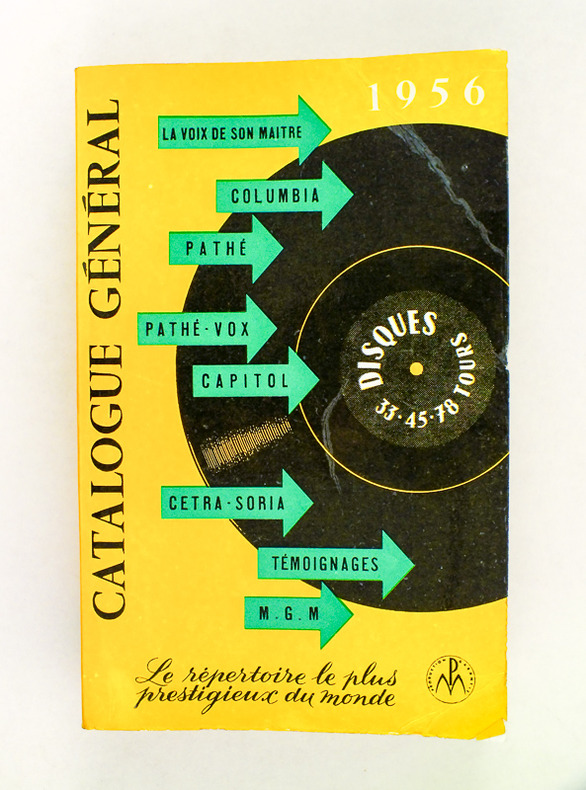 1956
CATALOGUE GÉNÉRAL
LA VOIX DE SON MAITRE
COLUMBIA
PATHÉ
PATHÉ-VOX
CAPITOL
DISQUES
33·45·78 TOURS
CETRA-SORIA
TÉMOIGNAGES
M.G.M
Le répertoire le plus
prestigieux du monde